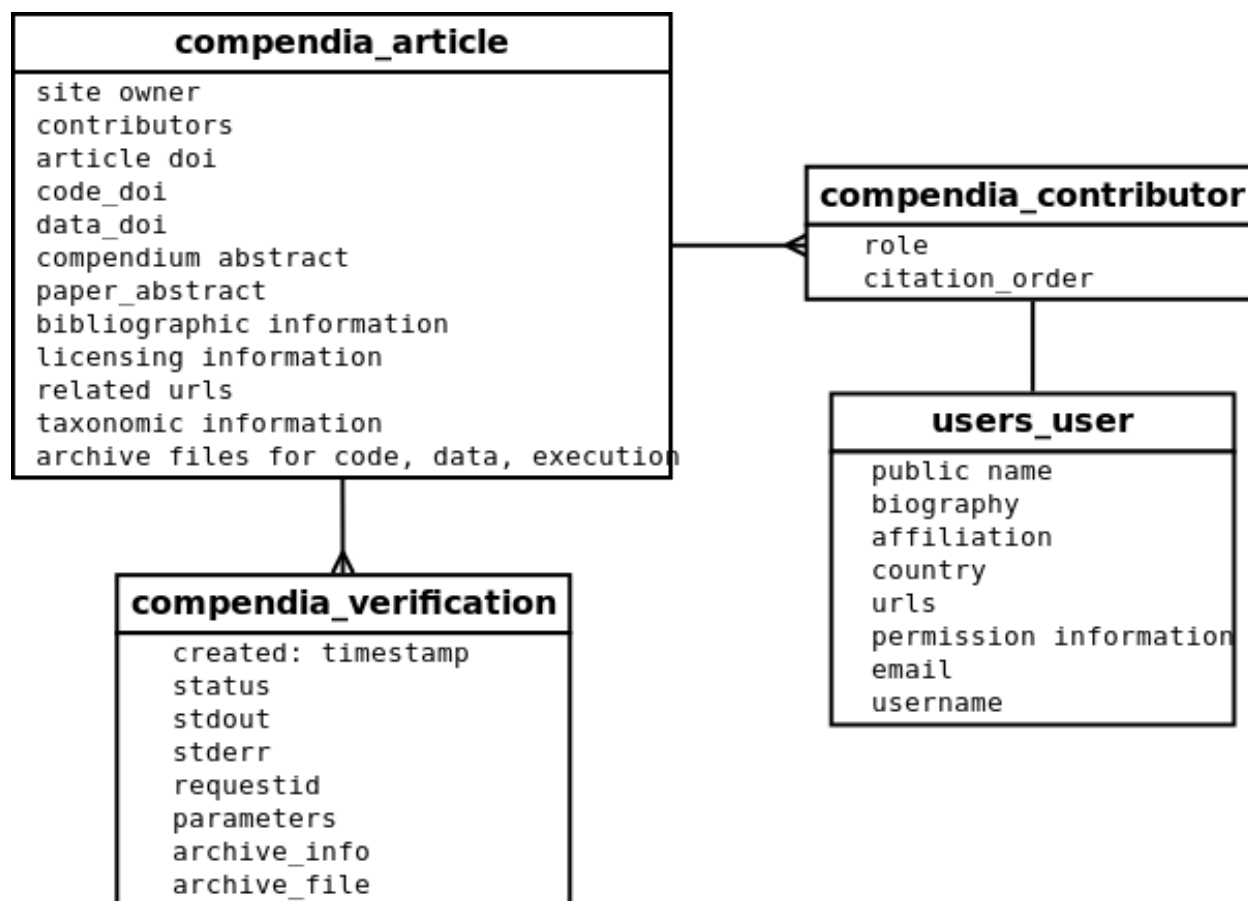 compendia_article
site owner
contributors
article doi
code_doi
data_doi
compendium abstract
paper_abstract
bibliographic information
licensing information
related urls
taxonomic information
archive files for code, data, execution
compendia_contributor
role
citation_order
users_user
public name
biography
affiliation
country
urls
permission information
email
username
compendia_verification
created: timestamp
status
stdout
stderr
requestid
parameters
archive_info
archive_file